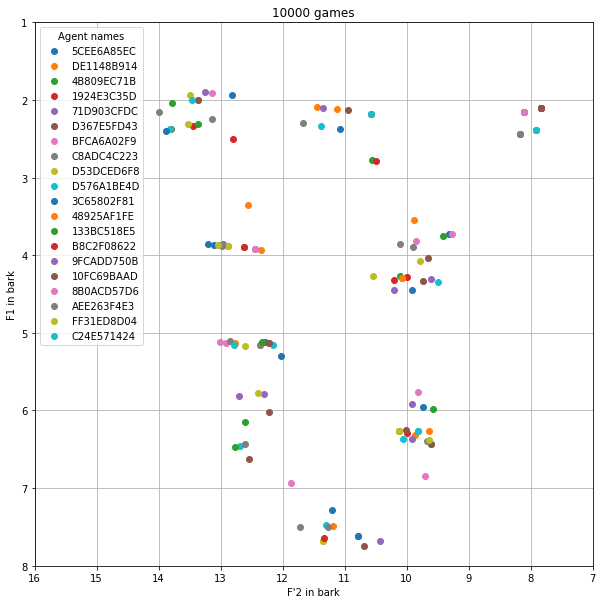 10000 games
Agent names
5CEE6A85EC
DE1148B914
4B809EC71B
1924E3C35D
71D903CFDC
D367E5FD43
BFCA6A02F9
C8ADC4C223
D53DCED6F8
D576A1BE4D
3C65802F81
48925AF1FE
133BC518E5
B8C2F08622
9FCADD750B
10FC69BAAD
8B0ACD57D6
AEE263F4E3
FF31ED8D04
C24E571424
F1 in bark
1
2
3
4
5
6
7
8
16 15 14 13 12 11 10 9 8 7
F'2 in bark